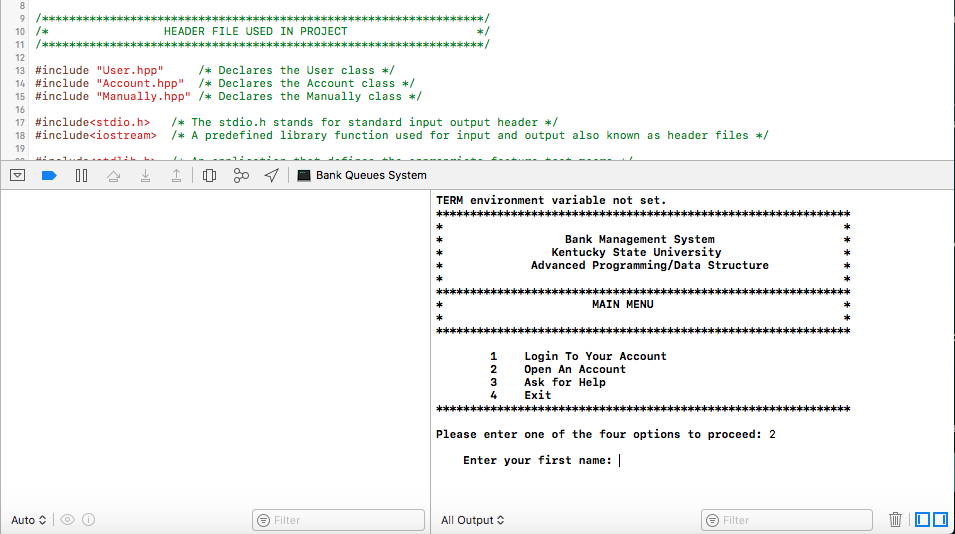 8
9 /*****************************************************************/
10 /* HEADER FILE USED IN PROJECT */
11 /*****************************************************************/
12
13 #include "User.hpp" /* Declares the User class */
14 #include "Account.hpp" /* Declares the Account class */
15 #include "Manually.hpp" /* Declares the Manually class */
16
17 #include<stdio.h> /* The stdio.h stands for standard input output header */
18 #include<iostream> /* A predefined library function used for input and output also known as header files */
19
Bank Queues System
TERM environment variable not set.
*************************************************************
* *
* Bank Management System *
* Kentucky State University *
* Advanced Programming/Data Structure *
* *
*************************************************************
* MAIN MENU *
* *
*************************************************************
1 Login To Your Account
2 Open An Account
3 Ask for Help
4 Exit
*************************************************************
Please enter one of the four options to proceed: 2
Enter your first name:
Auto Filter All Output Filter